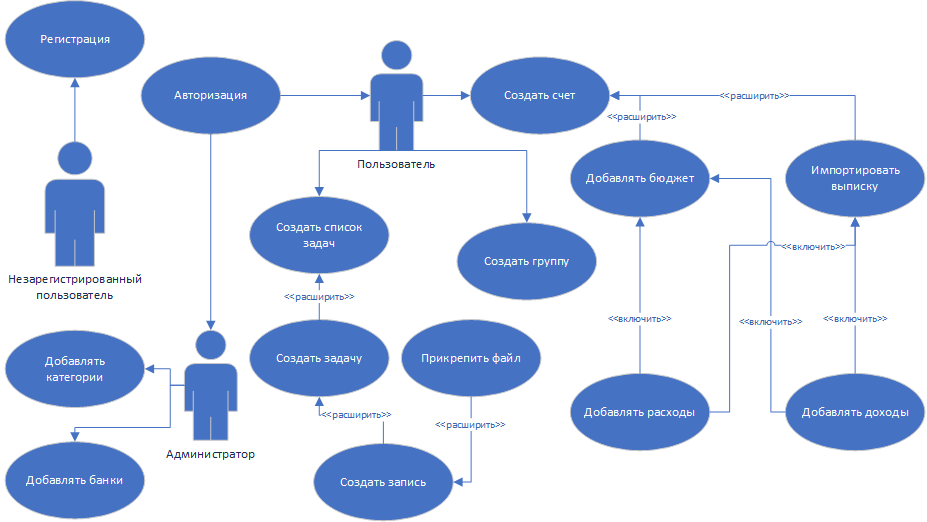 Регистрация
Авторизация
Создать счет
<<расширить>>
<<расширить>>
Пользователь
Добавлять бюджет
Импортировать
выписку
Создать список
задач
Создать группу
<<включить>>
Незарегистрированный
пользователь
<<расширить>>
<<включить>>
<<включить>>
<<включить>>
Добавлять
категории
Создать задачу
Прикрепить файл
Добавлять расходы
Добавлять доходы
<<расширить>>
<<расширить>>
Администратор
Добавлять банки
Создать запись